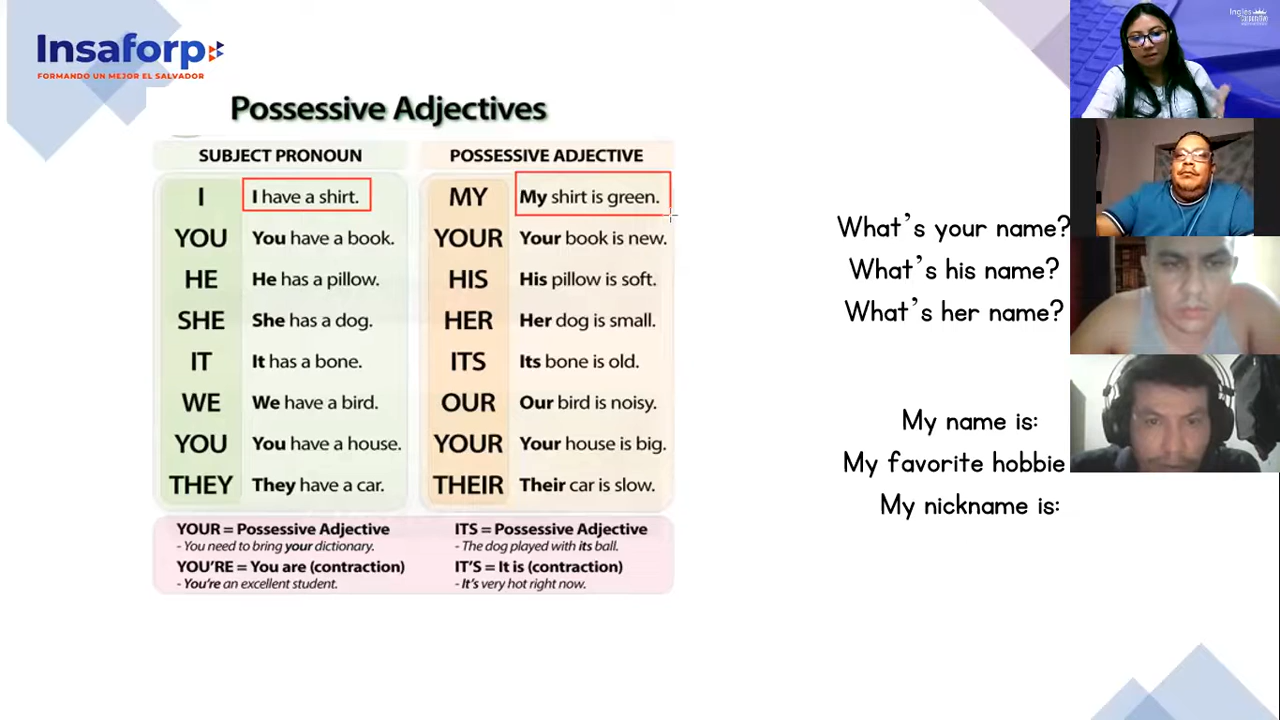 Insaforp
FORMANDO UN MEJOR EL SALVADOR
Possessive Adjectives
SUBJECT PRONOUN POSSESSIVE ADJECTIVE
I I have a shirt. MY My shirt is green.
YOU You have a book. YOUR Your book is new.
HE He has a pillow. HIS His pillow is soft.
SHE She has a dog. HER Her dog is small.
IT It has a bone. ITS Its bone is old.
WE We have a bird. OUR Our bird is noisy.
YOU You have a house. YOUR Your house is big.
THEY They have a car. THEIR Their car is slow.
YOUR = Possessive Adjective
- You need to bring your dictionary.
YOU'RE = You are (contraction)
- You're an excellent student.
ITS = Possessive Adjective
- The dog played with its ball.
IT'S = It is (contraction)
- It's very hot right now.
What's your name?
What's his name?
What's her name?
My name is:
My favorite hobbie
My nickname is:
Inglés